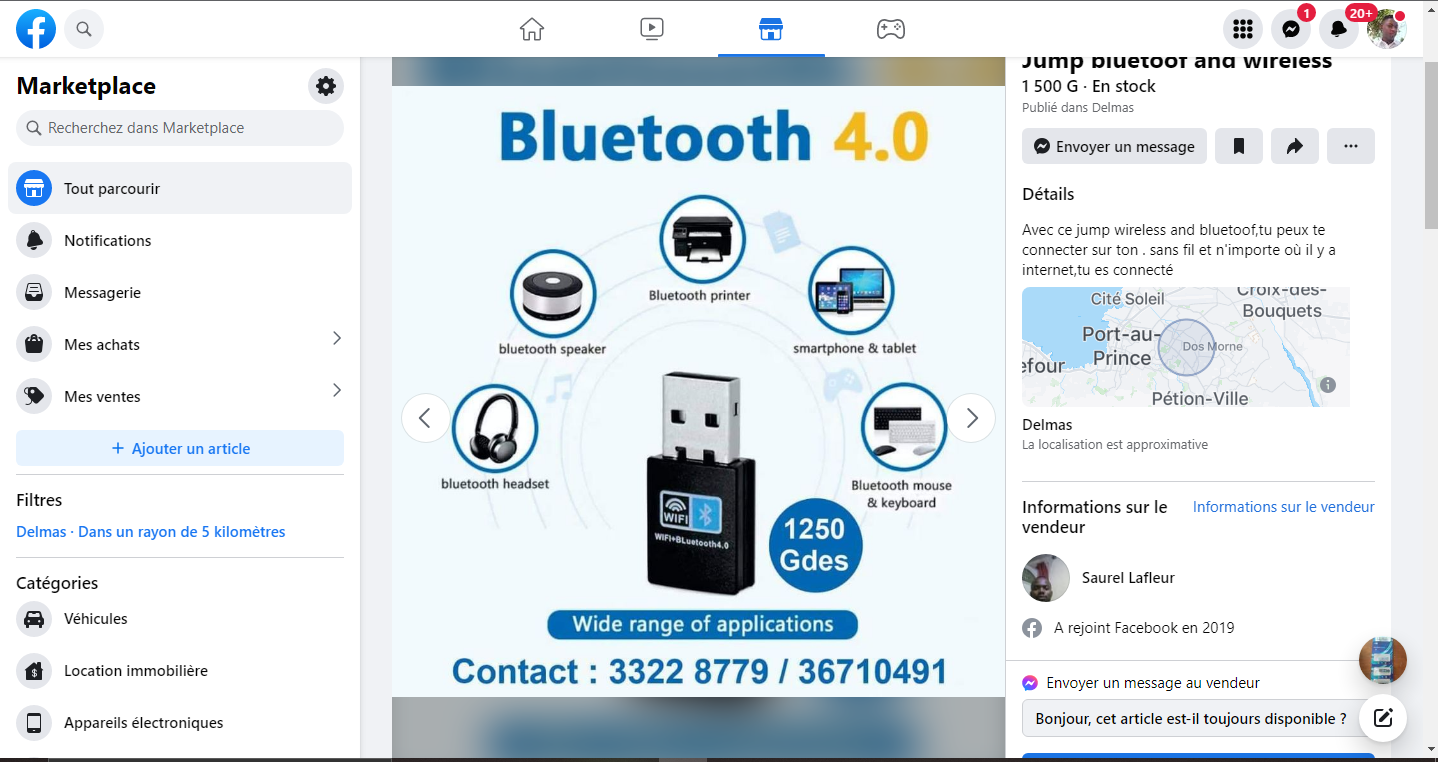 1
20+
Marketplace
Recherchez dans Marketplace
Tout parcourir
Notifications
Messagerie
Mes achats
Mes ventes
+ Ajouter un article
Filtres
Delmas · Dans un rayon de 5 kilomètres
Catégories
Véhicules
Location immobilière
Appareils électroniques
Bluetooth 4.0
Bluetooth printer
bluetooth speaker
smartphone & tablet
bluetooth headset
Bluetooth mouse
& keyboard
WiFi
WIFI+BLuetooth4.0
1250
Gdes
Wide range of applications
Contact : 3322 8779 / 36710491
Jump bluetoof and wireless
1 500 G · En stock
Publié dans Delmas
Envoyer un message
Détails
Avec ce jump wireless and bluetoof,tu peux te
connecter sur ton . sans fil et n'importe où il y a
internet,tu es connecté
Cité Soleil
Croix-des-
Bouquets
Port-au-
Prince
Dos Morne
efour
Pétion-Ville
Delmas
La localisation est approximative
Informations sur le
vendeur
Informations sur le vendeur
Saurel Lafleur
A rejoint Facebook en 2019
Envoyer un message au vendeur
Bonjour, cet article est-il toujours disponible ?